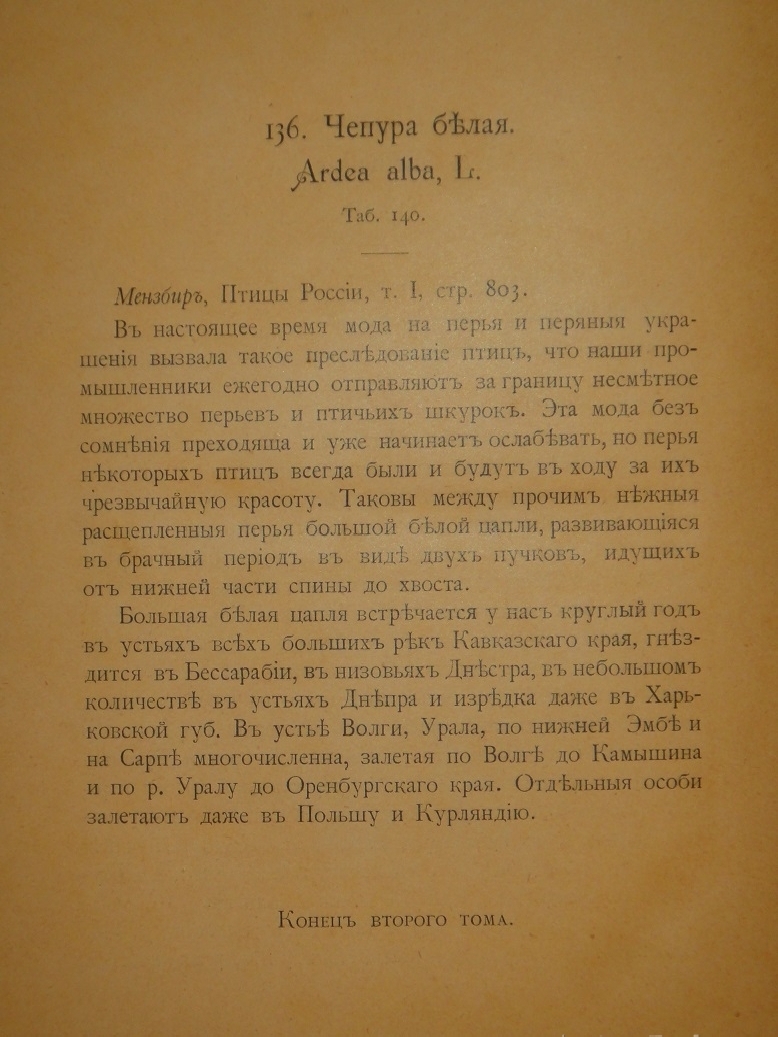 136. Чепура бѣлая.
Ardea alba, L.
Таб. 140.
Мензбиръ, Птицы Россіи, т. I, стр. 803.
Въ настоящее время мода на перья и перяныя укра-
шенія вызвала такое преслѣдованіе птицъ, что наши про-
мышленники ежегодно отправляютъ за границу несмѣтное
множество перьевъ и птичьихъ шкурокъ. Эта мода безъ
сомнѣнія преходяща и уже начинаетъ ослабѣвать, но перья
нѣкоторыхъ птицъ всегда были и будутъ въ ходу за ихъ
чрезвычайную красоту. Таковы между прочимъ нѣжныя
расщепленныя перья большой бѣлой цапли, развивающіяся
въ брачный періодъ въ видѣ двухъ пучковъ, идущихъ
отъ нижней части спины до хвоста.
Большая бѣлая цапля встрѣчается у насъ круглый годъ
въ устьяхъ всѣхъ большихъ рѣкъ Кавказскаго края, гнѣз-
дится въ Бессарабіи, въ низовьяхъ Днѣстра, въ небольшомъ
количествѣ въ устьяхъ Днѣпра и изрѣдка даже въ Харь-
ковской губ. Въ устьѣ Волги, Урала, по нижней Эмбѣ и
на Сарпѣ многочисленна, залетая по Волгѣ до Камышина
и по р. Уралу до Оренбургскаго края. Отдѣльныя особи
залетаютъ даже въ Польшу и Курляндію.
Конецъ второго тома.